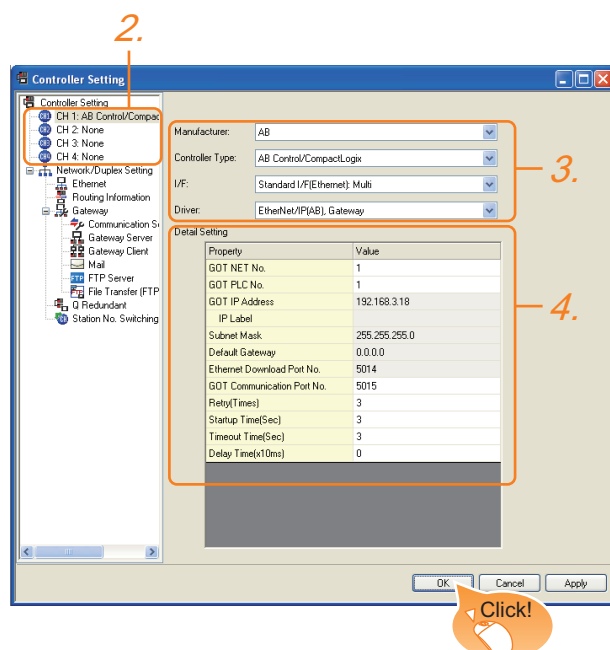 2.
Controller Setting
Controller Setting
CH 1: AB Control/Compac
CH 2: None
CH 3: None
CH 4: None
Network/Duplex Setting
Ethernet
Routing Information
Gateway
Communication S
Gateway Server
Gateway Client
Mail
FTP Server
File Transfer (FTP
Q Redundant
Station No. Switching
Manufacturer: AB
Controller Type: AB Control/CompactLogix
I/F: Standard I/F(Ethernet): Multi
Driver: EtherNet/IP(AB), Gateway
3.
Detail Setting
Property Value
GOT NET No. 1
GOT PLC No. 1
GOT IP Address 192.168.3.18
IP Label
Subnet Mask 255.255.255.0
Default Gateway 0.0.0.0
Ethernet Download Port No. 5014
GOT Communication Port No. 5015
Retry(Times) 3
Startup Time(Sec) 3
Timeout Time(Sec) 3
Delay Time(x10ms) 0
4.
OK Cancel Apply
Click!